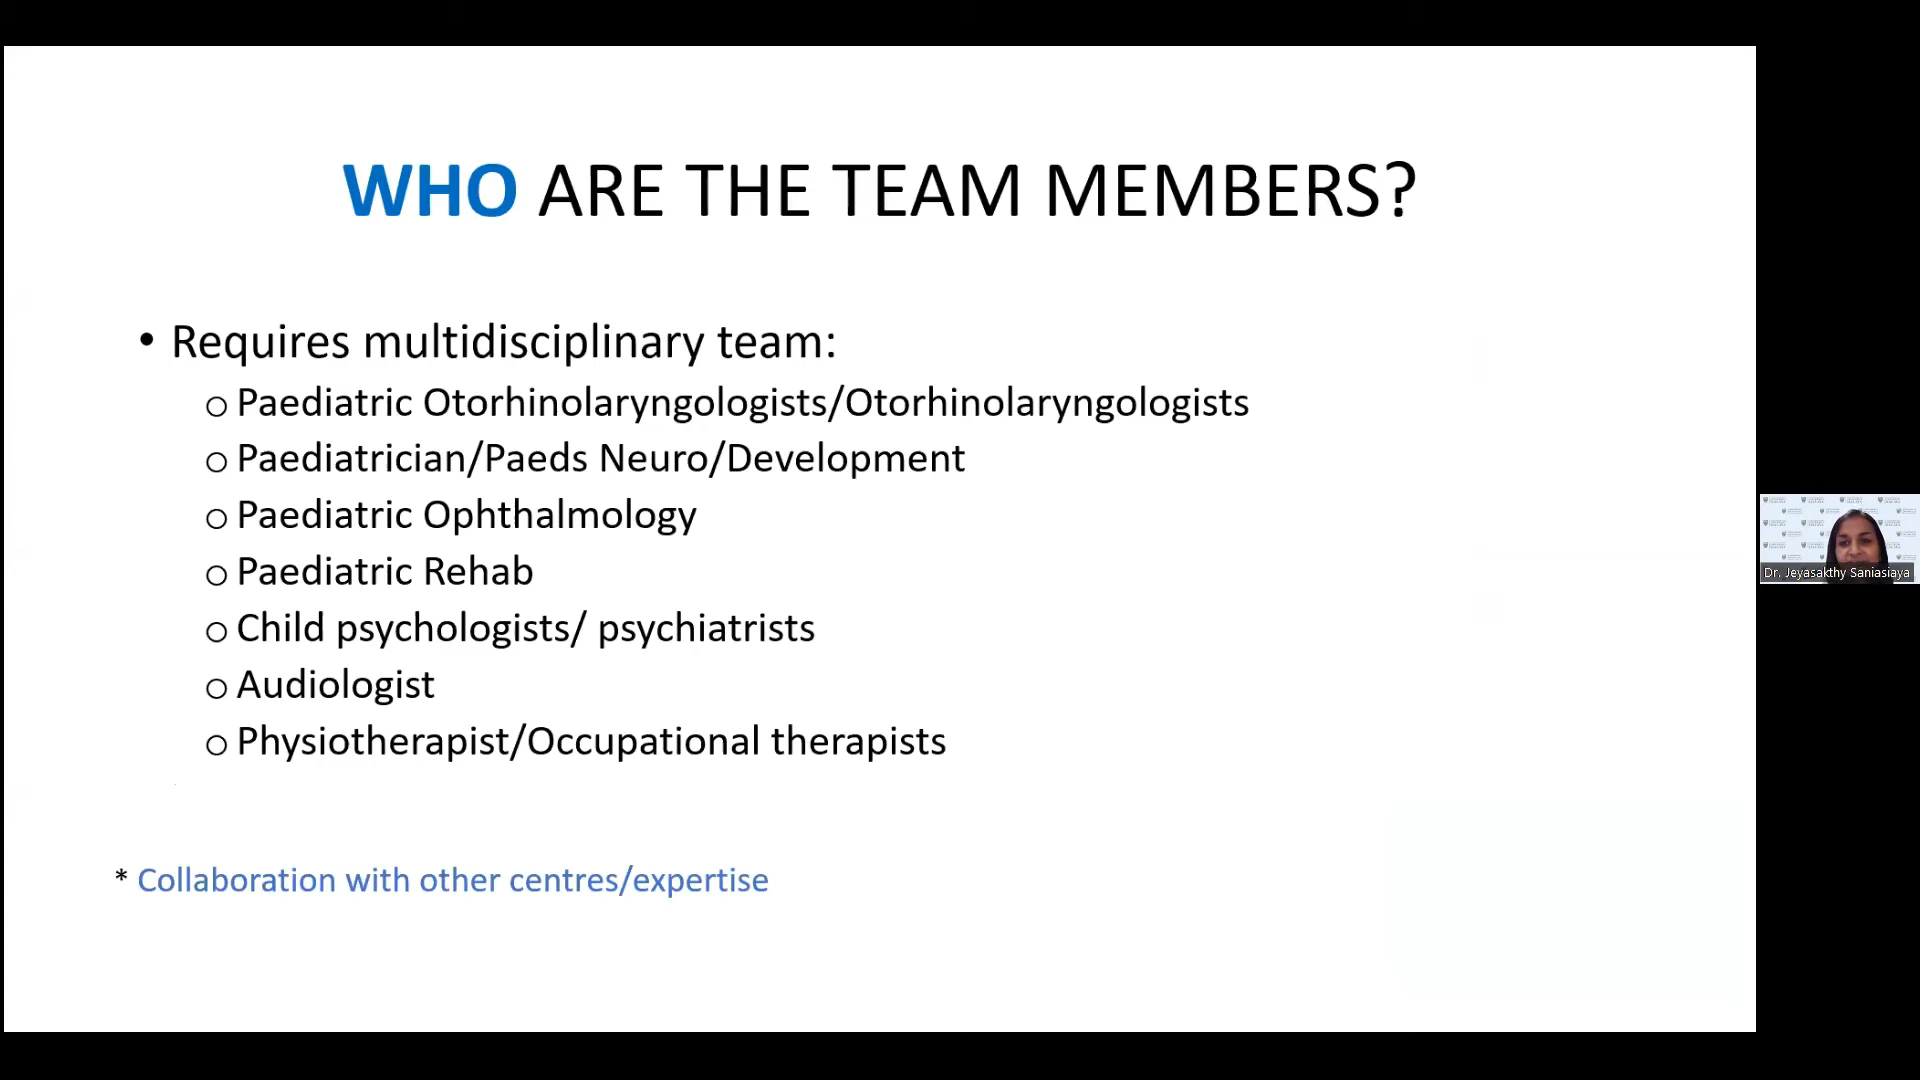 WHO ARE THE TEAM MEMBERS?
• Requires multidisciplinary team:
o Paediatric Otorhinolaryngologists/Otorhinolaryngologists
o Paediatrician/Paeds Neuro/Development
o Paediatric Ophthalmology
o Paediatric Rehab
o Child psychologists/ psychiatrists
o Audiologist
o Physiotherapist/Occupational therapists
* Collaboration with other centres/expertise
Dr. Jeyasakthy Saniasiaya